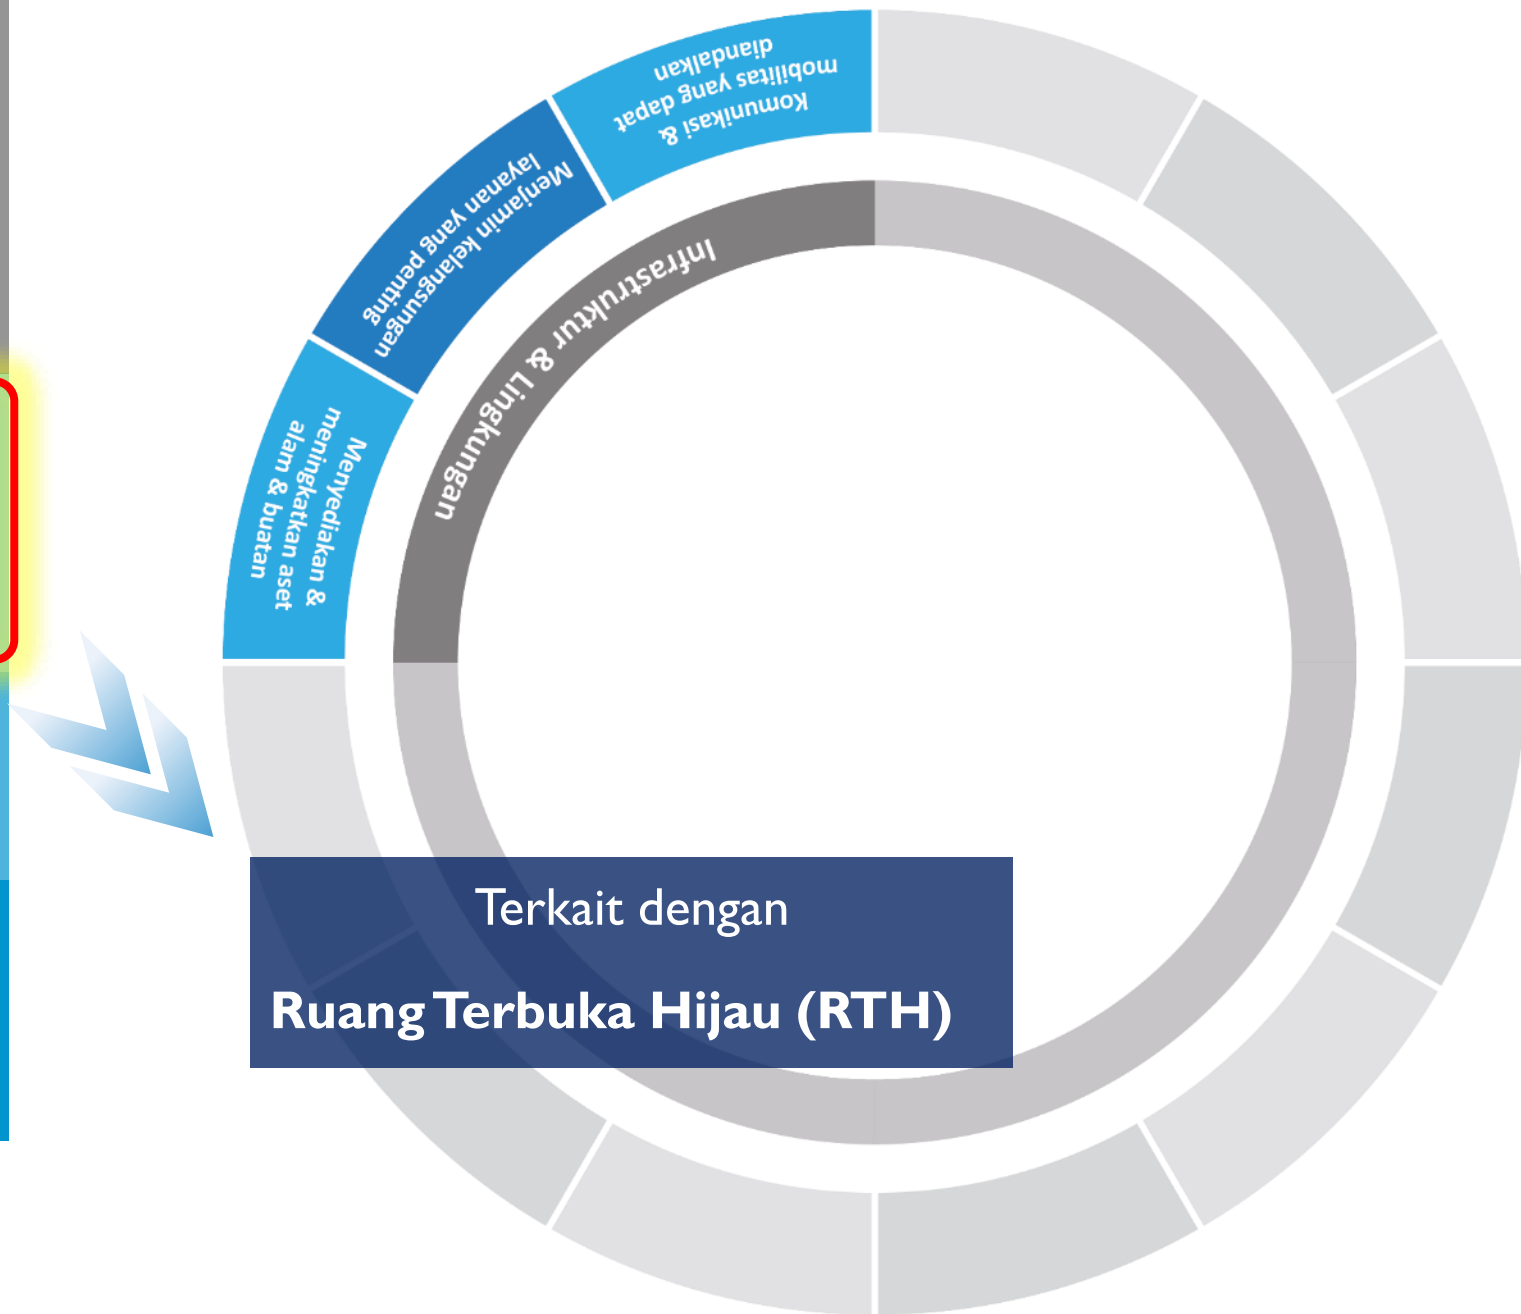 Komunikasi &
mobilitas yang dapat
diandalkan
Menjamin kelangsungan
layanan yang penting
Menyediakan &
meningkatkan aset
alam & buatan
Infrastruktur & Lingkungan
Terkait dengan
Ruang Terbuka Hijau (RTH)